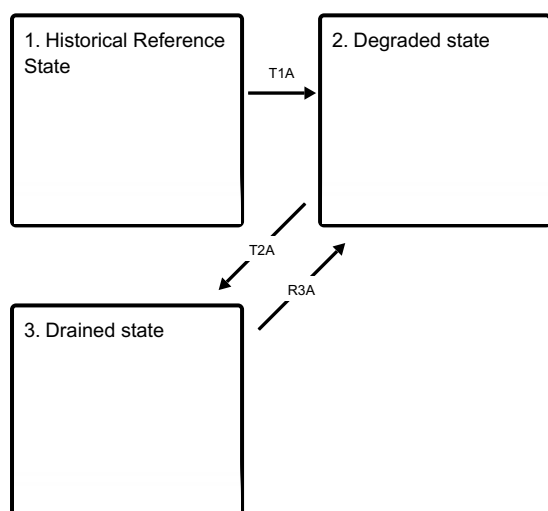 1. Historical Reference
State
2. Degraded state
T1A
T2A
R3A
3. Drained state